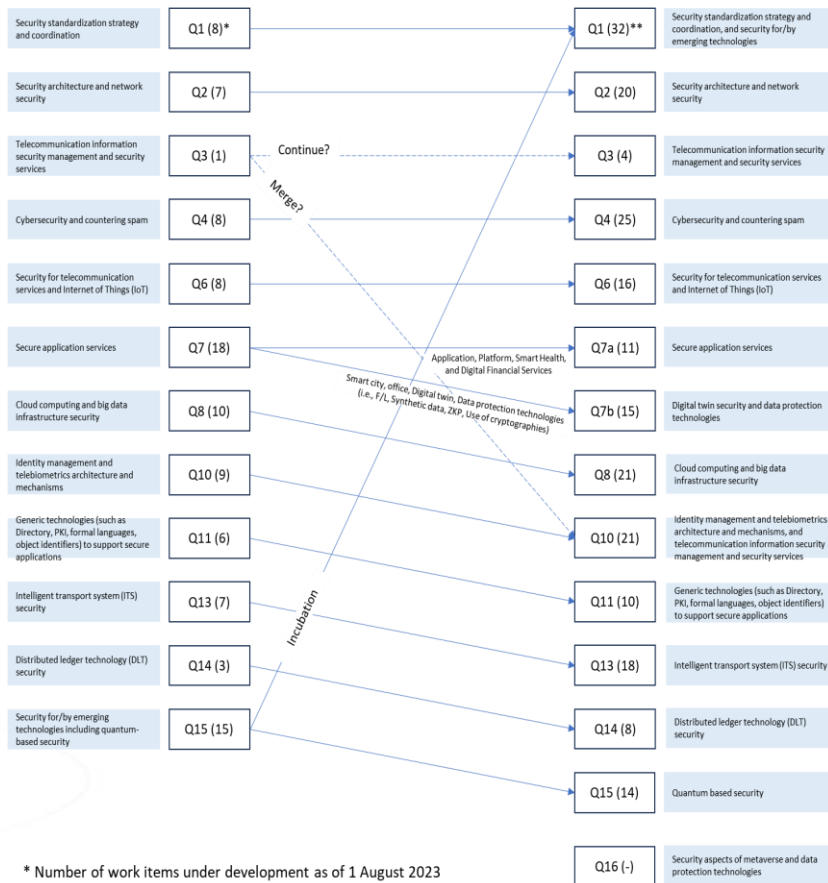 Security standardization strategy
and coordination
Q1 (8)*
Q1 (32)**
Security standardization strategy and
coordination, and security for/by
emerging technologies
Security architecture and network
security
Q2 (7)
Q2 (20)
Security architecture and network
security
Telecommunication information
security management and security
services
Q3 (1)
Continue?
Q3 (4)
Telecommunication information security
management and security services
Merge?
Cybersecurity and countering spam
Q4 (8)
Q4 (25)
Cybersecurity and countering spam
Security for telecommunication
services and Internet of Things (IoT)
Q6 (8)
Q6 (16)
Security for telecommunication services
and Internet of Things (IoT)
Secure application services
Q7 (18)
Application, Platform, Smart Health,
and Digital Financial Services
Q7a (11)
Secure application services
Smart city, office, Digital twin, Data protection technologies
(i.e., F/L, Synthetic data, ZKP, Use of cryptographies)
Cloud computing and big data
infrastructure security
Q8 (10)
Q7b (15)
Digital twin security and data protection
technologies
Identity management and
telebiometrics architecture and
mechanisms
Q10 (9)
Q8 (21)
Cloud computing and big data
infrastructure security
Generic technologies (such as
Directory, PKI, formal languages,
object identifiers) to support secure
applications
Q11 (6)
Q10 (21)
Identity management and telebiometrics
architecture and mechanisms, and
telecommunication information security
management and security services
Incubation
Intelligent transport system (ITS)
security
Q13 (7)
Q11 (10)
Generic technologies (such as Directory,
PKI, formal languages, object identifiers)
to support secure applications
Distributed ledger technology (DLT)
security
Q14 (3)
Q13 (18)
Intelligent transport system (ITS) security
Security for/by emerging
technologies including quantum-
based security
Q15 (15)
Q14 (8)
Distributed ledger technology (DLT)
security
Q15 (14)
Quantum based security
* Number of work items under development as of 1 August 2023
Q16 (-)
Security aspects of metaverse and data
protection technologies